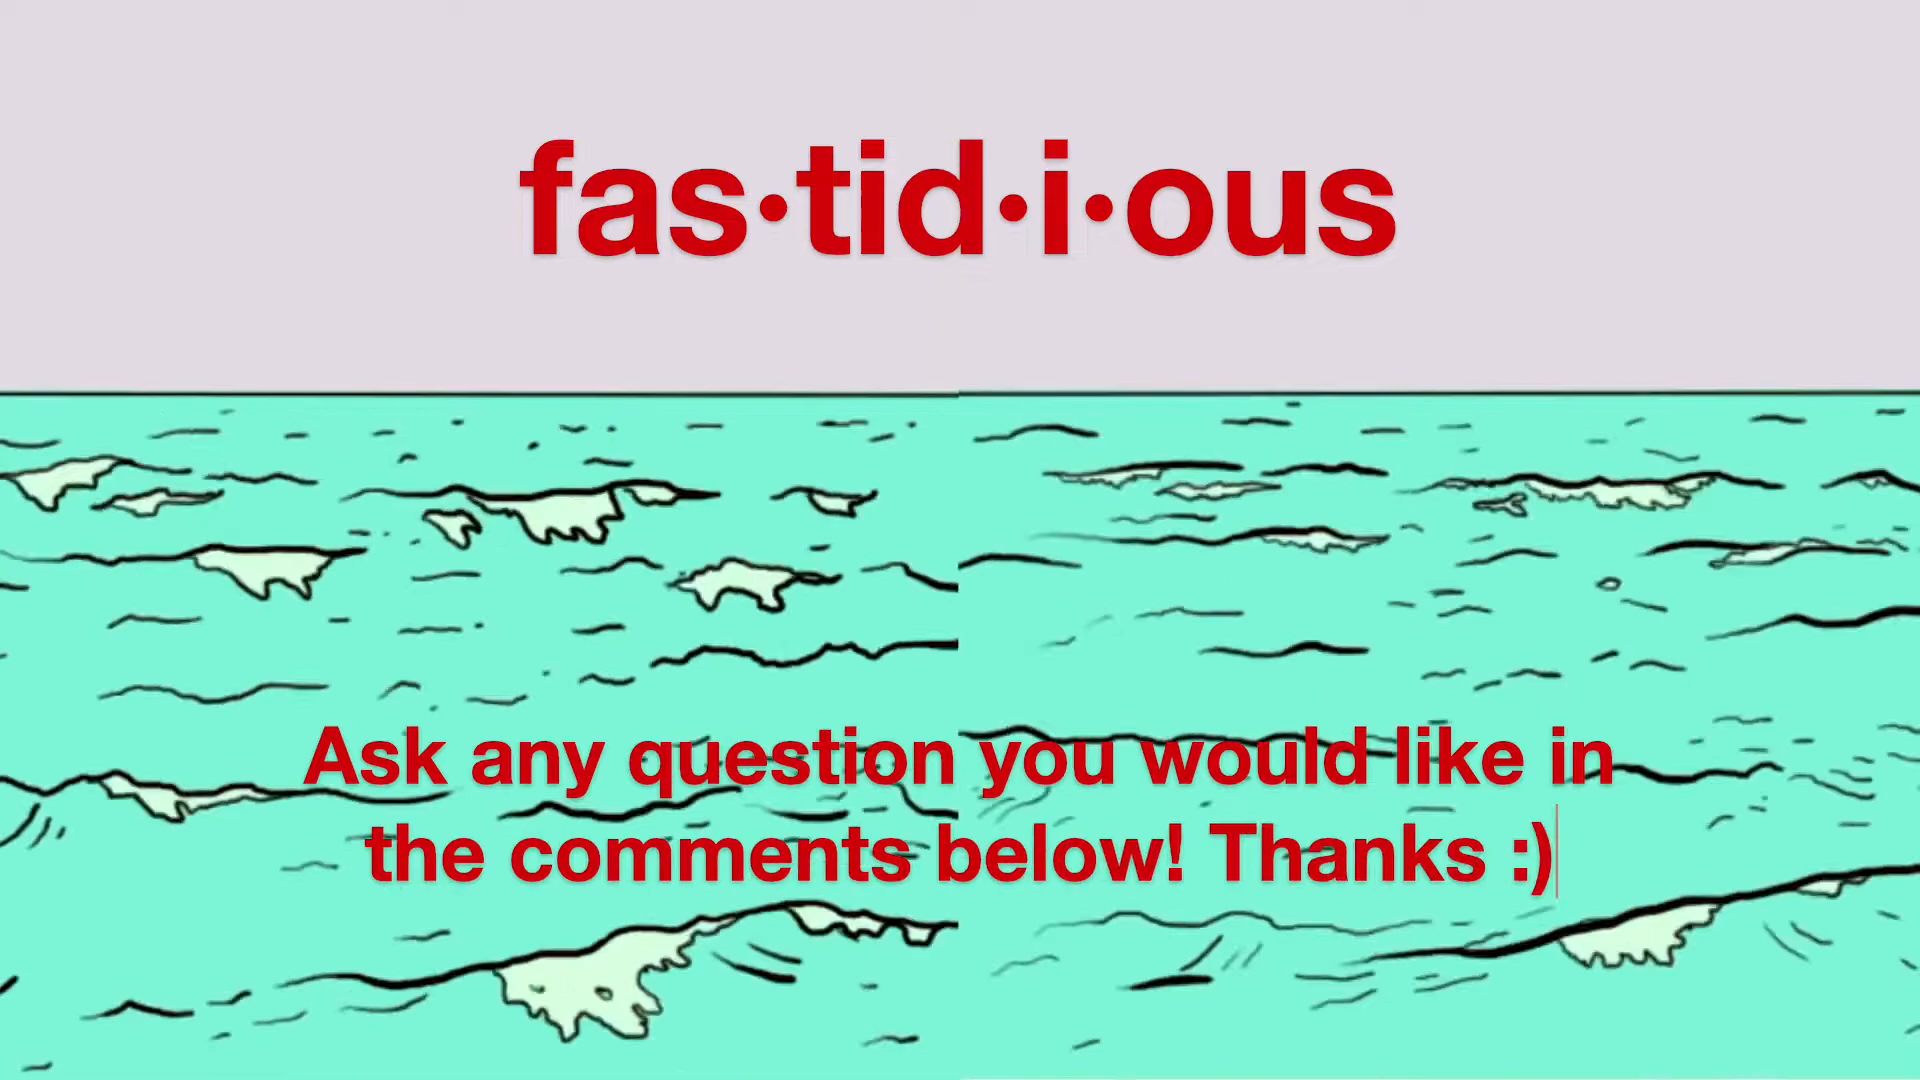 fas·tid·i·ous
Ask any question you would like in
the comments below! Thanks :)